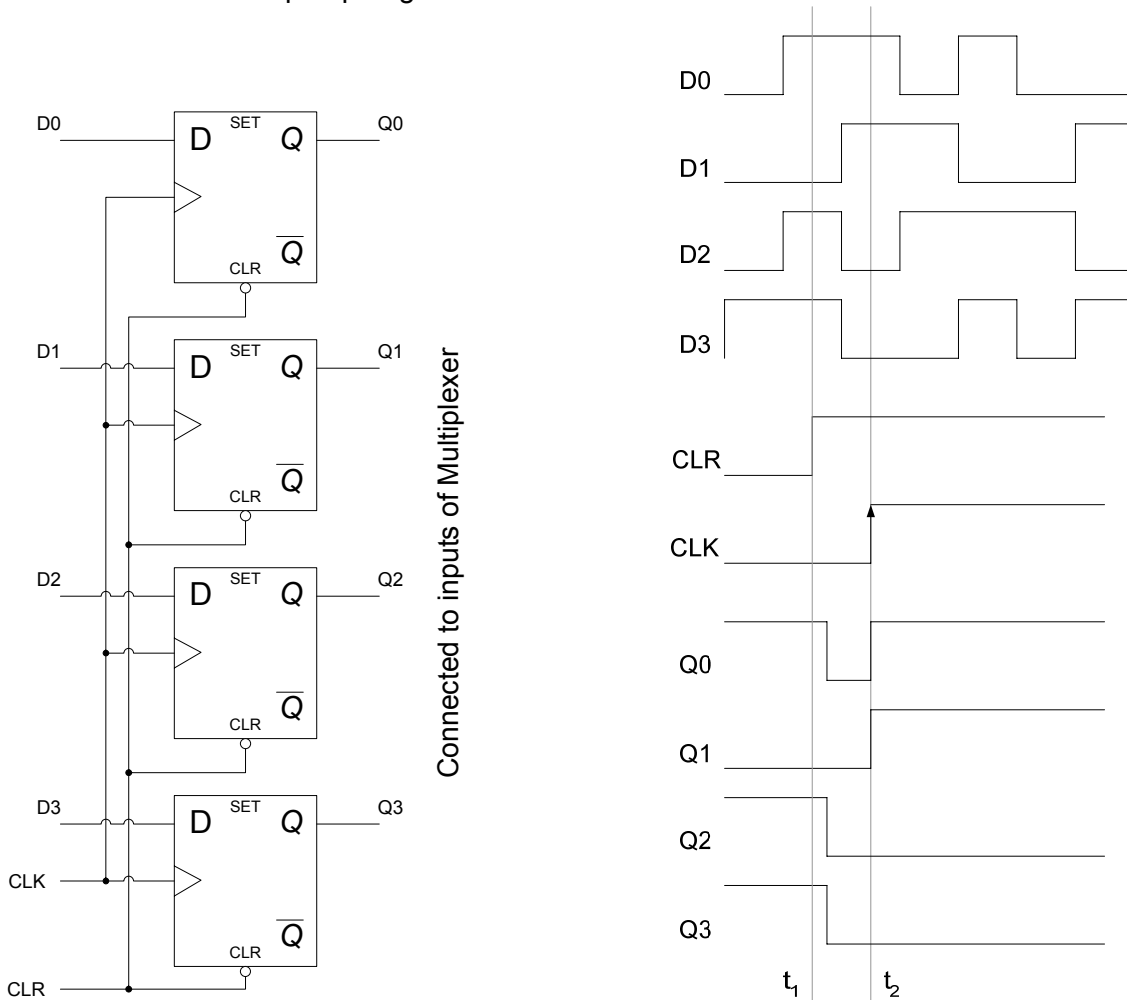 D0
D
SET
Q
Q0
Q
CLR
D1
D
SET
Q
Q1
Q
CLR
D2
D
SET
Q
Q2
Q
CLR
D3
D
SET
Q
Q3
CLK
Q
CLR
CLR
Connected to inputs of Multiplexer
D0
D1
D2
D3
CLR
CLK
Q0
Q1
Q2
Q3
t1
t2